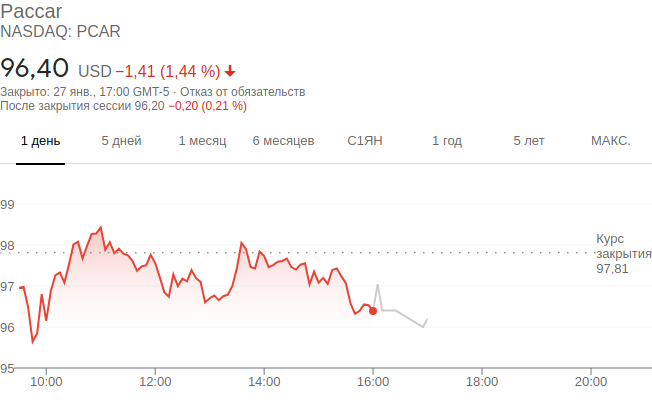 Paccar
NASDAQ: PCAR
96,40 USD −1,41 (1,44 %)
Закрыто: 27 янв., 17:00 GMT-5 · Отказ от обязательств
После закрытия сессии 96,20 −0,20 (0,21 %)
1 день 5 дней 1 месяц 6 месяцев С1ЯН 1 год 5 лет МАКС.
99
98
97
96
95
Курс
закрытия
97,81
10:00 12:00 14:00 16:00 18:00 20:00